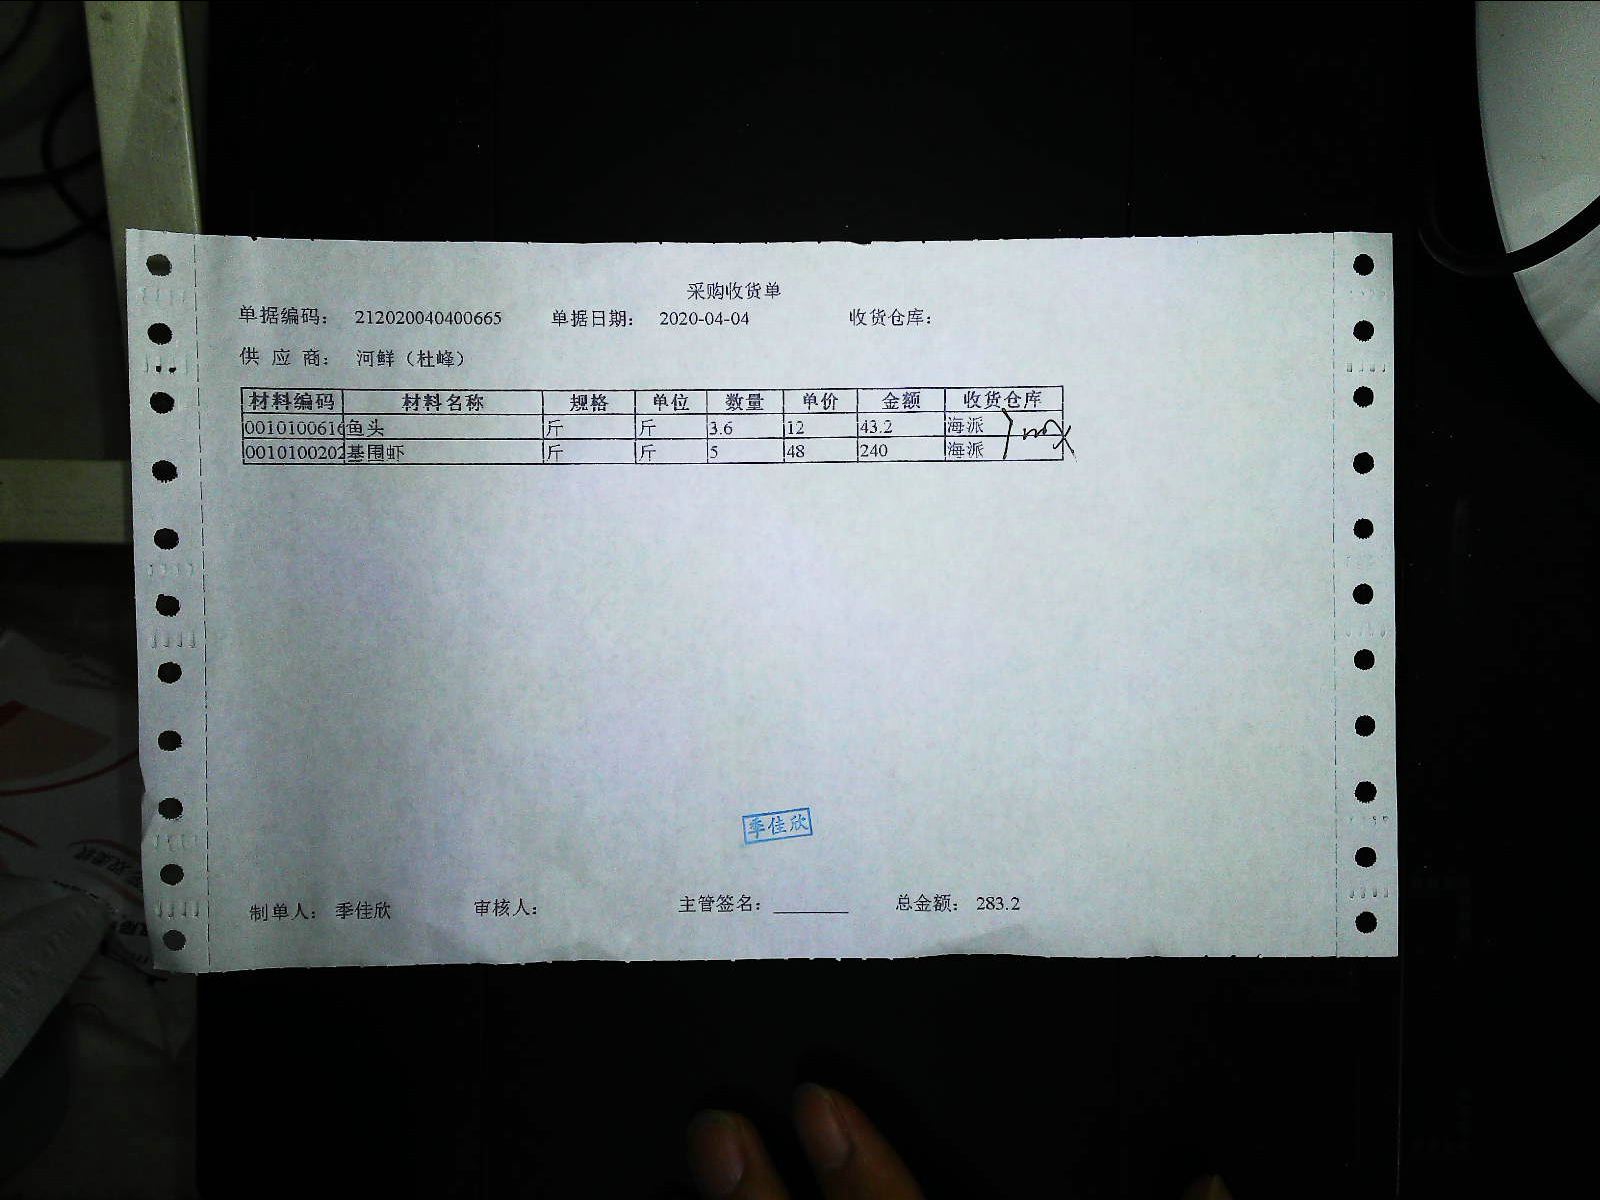 采购收货单
单据编码： 212020040400665 单据日期： 2020-04-04 收货仓库：
供 应 商： 河鲜（杜峰）
材料编码 材料名称 规格 单位 数量 单价 金额 收货仓库
0010100616 鱼头 斤 斤 3.6 12 43.2 海派
0010100202 基围虾 斤 斤 5 48 240 海派
季佳欣
制单人： 季佳欣 审核人： 主管签名： 总金额： 283.2